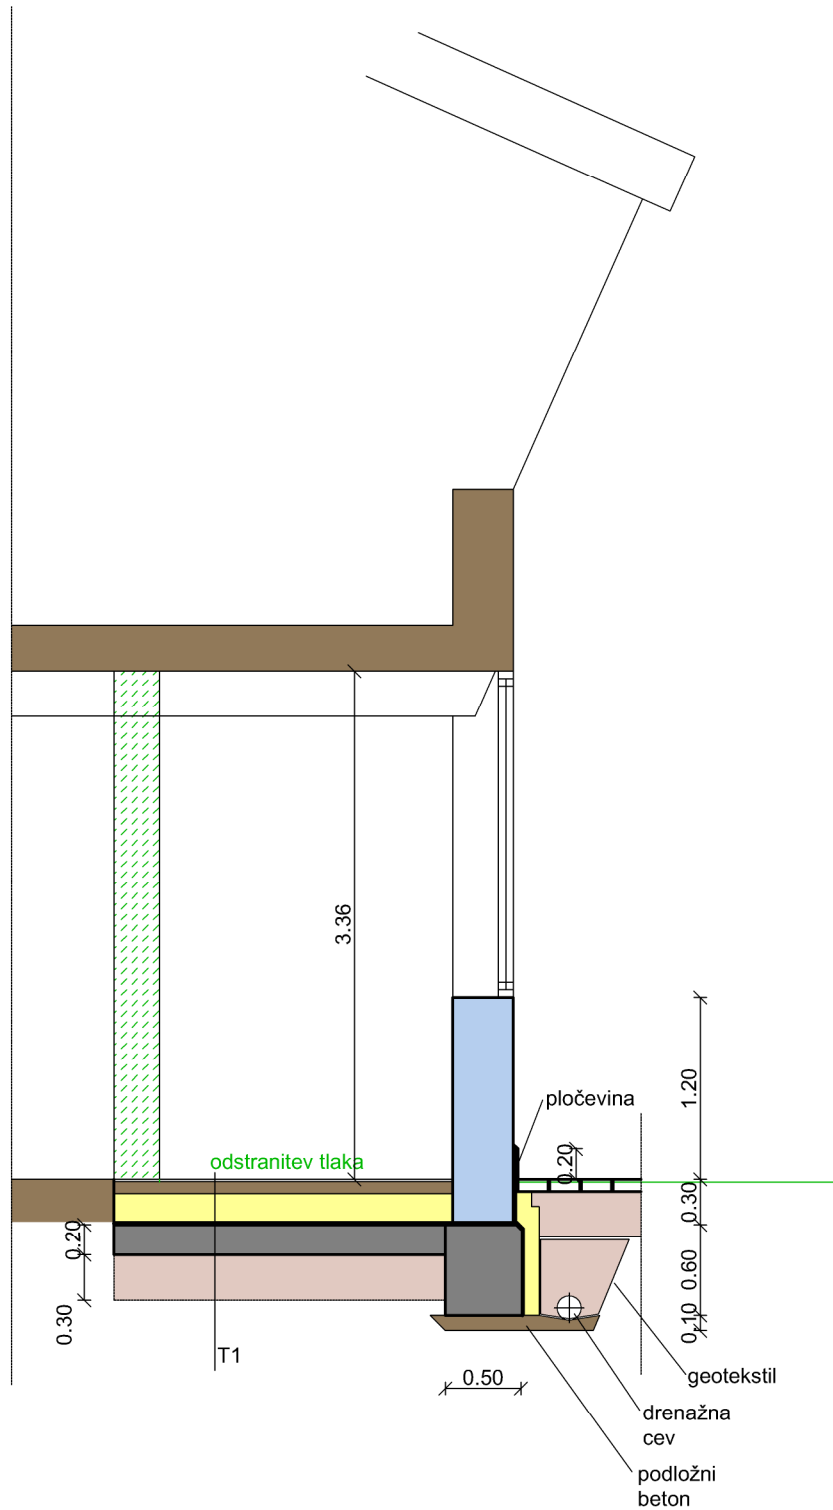 3.36
1.20
pločevina
0.20
odstranitev tlaka
0.30
0.20
0.60
0.30
0.10
T1
0.50
geotekstil
drenažna
cev
podložni
beton